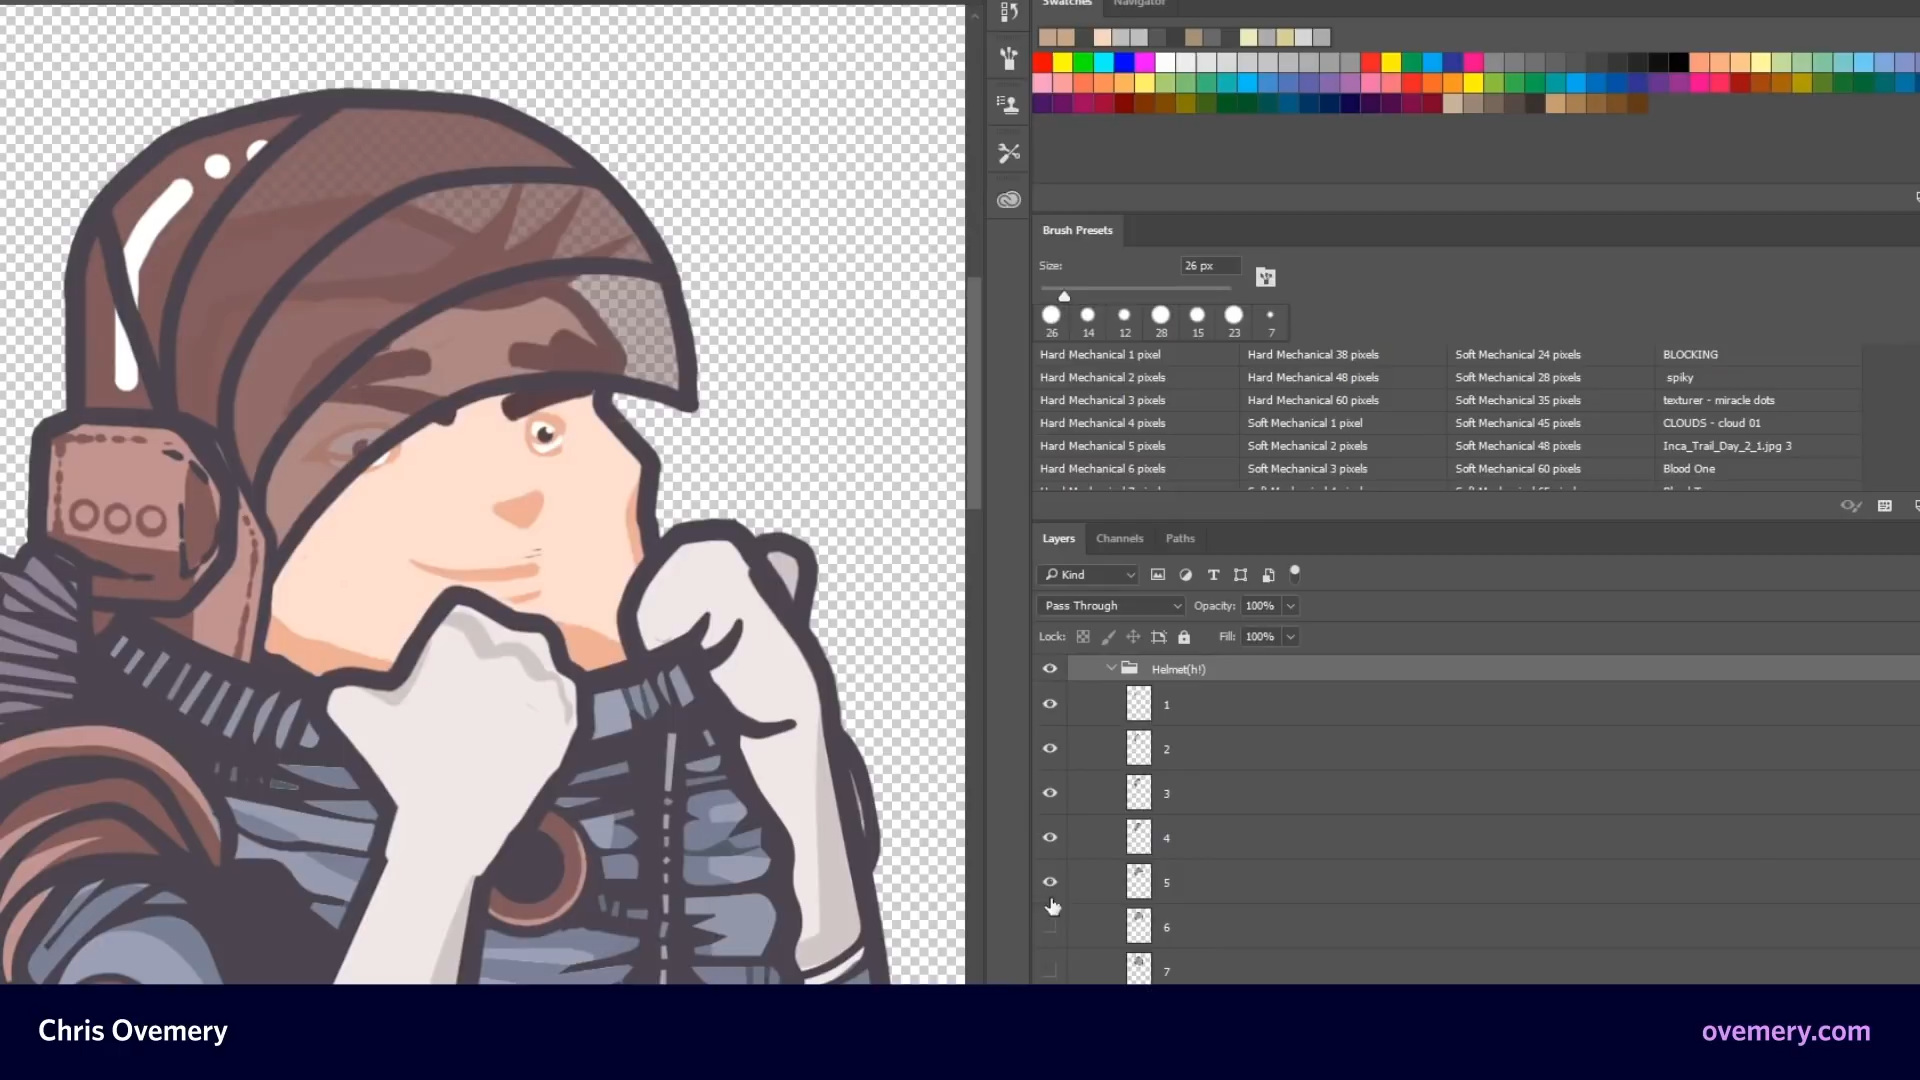 Swatches Navigator
Brush Presets
Size: 26 px
26 14 12 28 15 23 7
Hard Mechanical 1 pixel Hard Mechanical 38 pixels Soft Mechanical 24 pixels BLOCKING
Hard Mechanical 2 pixels Hard Mechanical 48 pixels Soft Mechanical 28 pixels spiky
Hard Mechanical 3 pixels Hard Mechanical 60 pixels Soft Mechanical 35 pixels texturer - miracle dots
Hard Mechanical 4 pixels Soft Mechanical 1 pixel Soft Mechanical 45 pixels CLOUDS - cloud 01
Hard Mechanical 5 pixels Soft Mechanical 2 pixels Soft Mechanical 48 pixels Inca_Trail_Day_2_1.jpg 3
Hard Mechanical 6 pixels Soft Mechanical 3 pixels Soft Mechanical 60 pixels Blood One
Layers Channels Paths
Kind
Pass Through Opacity: 100%
Lock: Fill: 100%
Helmet(h!)
1
2
3
4
5
6
7
Chris Ovemery ovemery.com